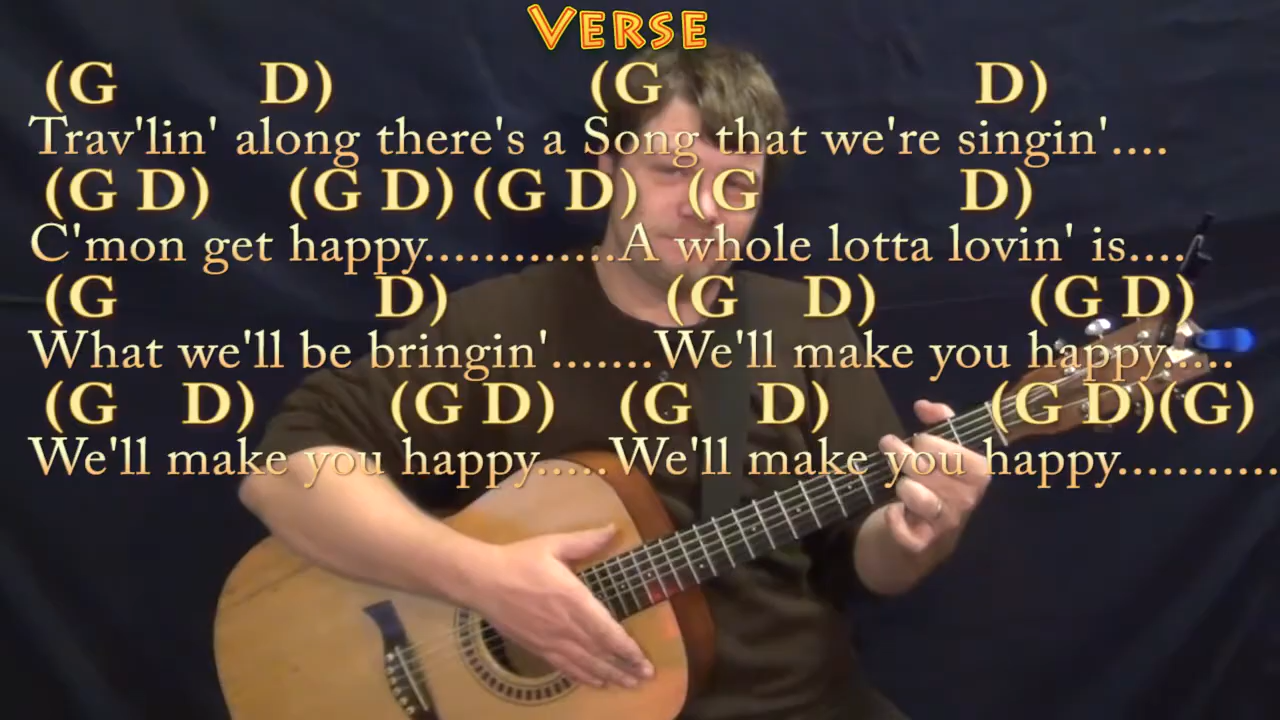 VERSE
(G D) (G D)
Trav'lin' along there's a Song that we're singin'....
(G D) (G D) (G D) (G D)
C'mon get happy.............A whole lotta lovin' is....
(G D) (G D) (G D)
What we'll be bringin'.......We'll make you happy.....
(G D) (G D) (G D) (G D)(G)
We'll make you happy.....We'll make you happy...........